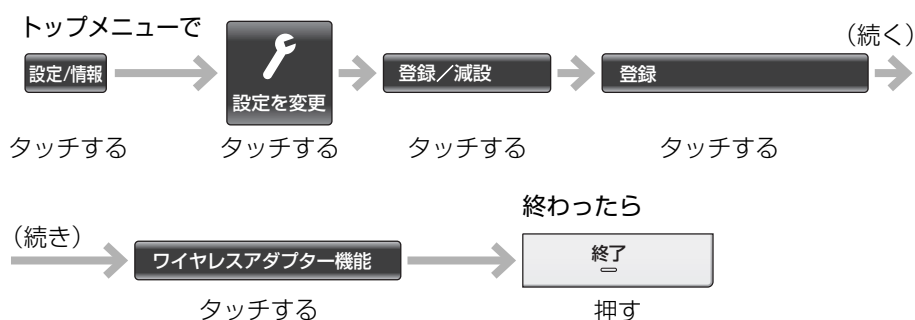 トップメニューで
(続く)
設定/情報
設定を変更
登録/減設
登録
タッチする
タッチする
タッチする
タッチする
(続き)
終わったら
ワイヤレスアダプター機能
終了
タッチする
押す